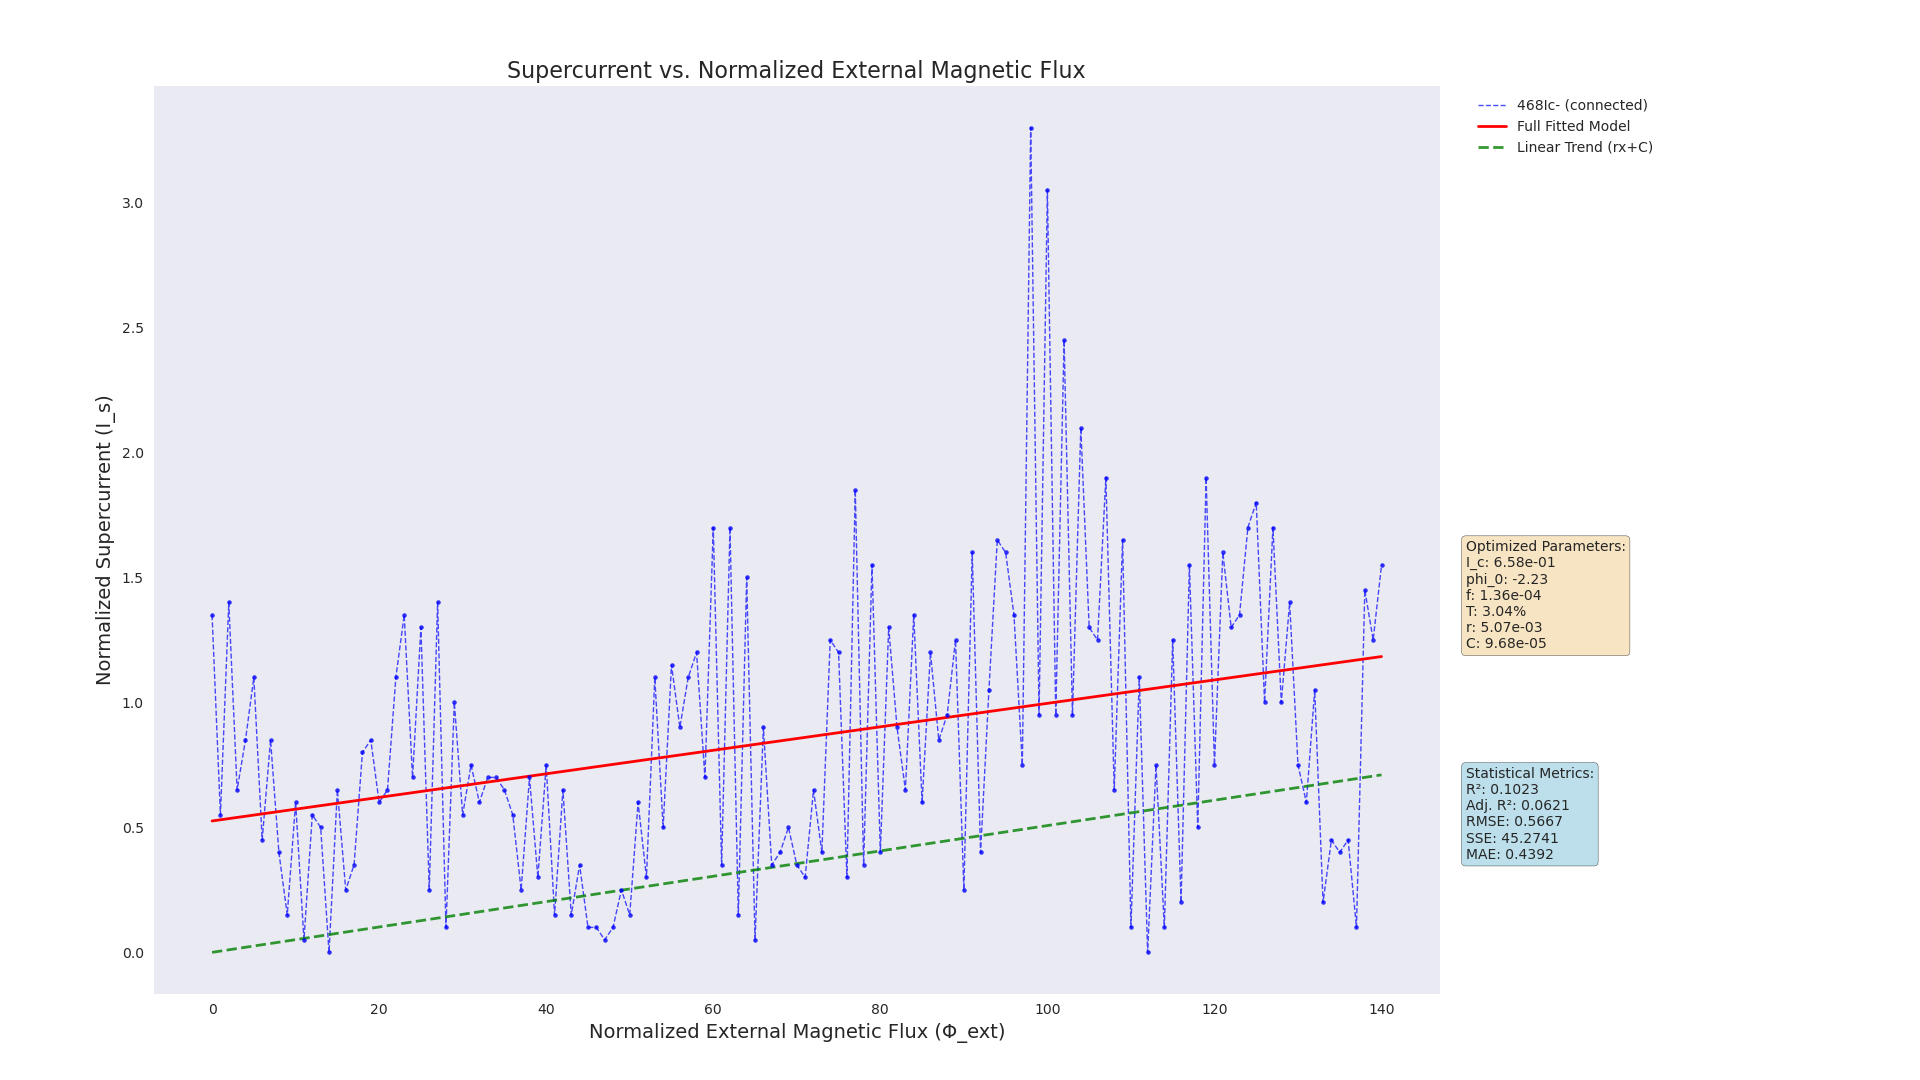 Supercurrent vs. Normalized External Magnetic Flux
468Ic- (connected)
Full Fitted Model
Linear Trend (rx+C)
3.0
2.5
2.0
1.5
1.0
0.5
0.0
Normalized Supercurrent (I_s)
0 20 40 60 80 100 120 140
Normalized External Magnetic Flux (Φ_ext)
Optimized Parameters:
I_c: 6.58e-01
phi_0: -2.23
f: 1.36e-04
T: 3.04%
r: 5.07e-03
C: 9.68e-05
Statistical Metrics:
R²: 0.1023
Adj. R²: 0.0621
RMSE: 0.5667
SSE: 45.2741
MAE: 0.4392